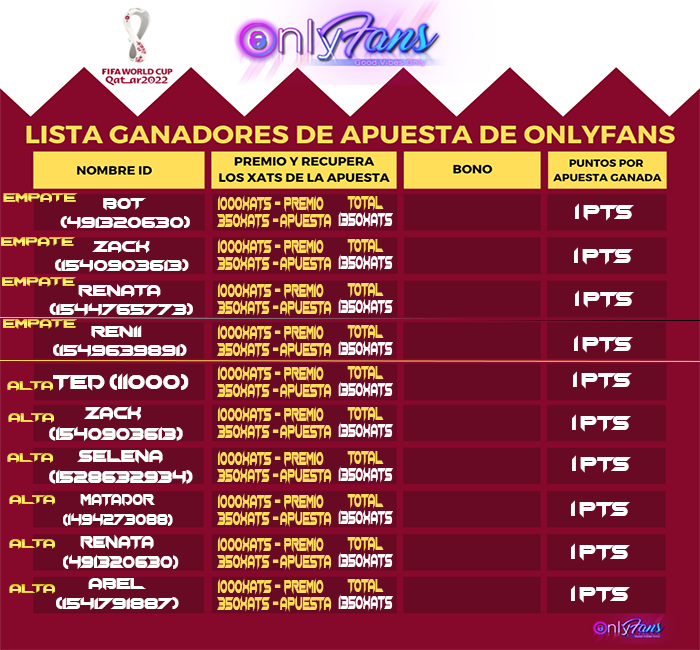 FIFA WORLD CUP
Qatar2022
OnlyFans
Good Vibes Only
LISTA GANADORES DE APUESTA DE ONLYFANS
NOMBRE ID
PREMIO Y RECUPERA
LOS XATS DE LA APUESTA
BONO
PUNTOS POR
APUESTA GANADA
EMPATE BOT
(491320630)
1000XATS - PREMIO TOTAL
350XATS - APUESTA 1350XATS
1 PTS
EMPATE ZACK
(1540903613)
1000XATS - PREMIO TOTAL
350XATS - APUESTA 1350XATS
1 PTS
EMPATE RENATA
(1544765773)
1000XATS - PREMIO TOTAL
350XATS - APUESTA 1350XATS
1 PTS
EMPATE RENII
(1549639891)
1000XATS - PREMIO TOTAL
350XATS - APUESTA 1350XATS
1 PTS
ALTA TED (11000)
1000XATS - PREMIO TOTAL
350XATS - APUESTA 1350XATS
1 PTS
ALTA ZACK
(1540903613)
1000XATS - PREMIO TOTAL
350XATS - APUESTA 1350XATS
1 PTS
ALTA SELENA
(1528632934)
1000XATS - PREMIO TOTAL
350XATS - APUESTA 1350XATS
1 PTS
ALTA MATADOR
(1494273088)
1000XATS - PREMIO TOTAL
350XATS - APUESTA 1350XATS
1 PTS
ALTA RENATA
(491320630)
1000XATS - PREMIO TOTAL
350XATS - APUESTA 1350XATS
1 PTS
ALTA ABEL
(1541791887)
1000XATS - PREMIO TOTAL
350XATS - APUESTA 1350XATS
1 PTS
OnlyFans